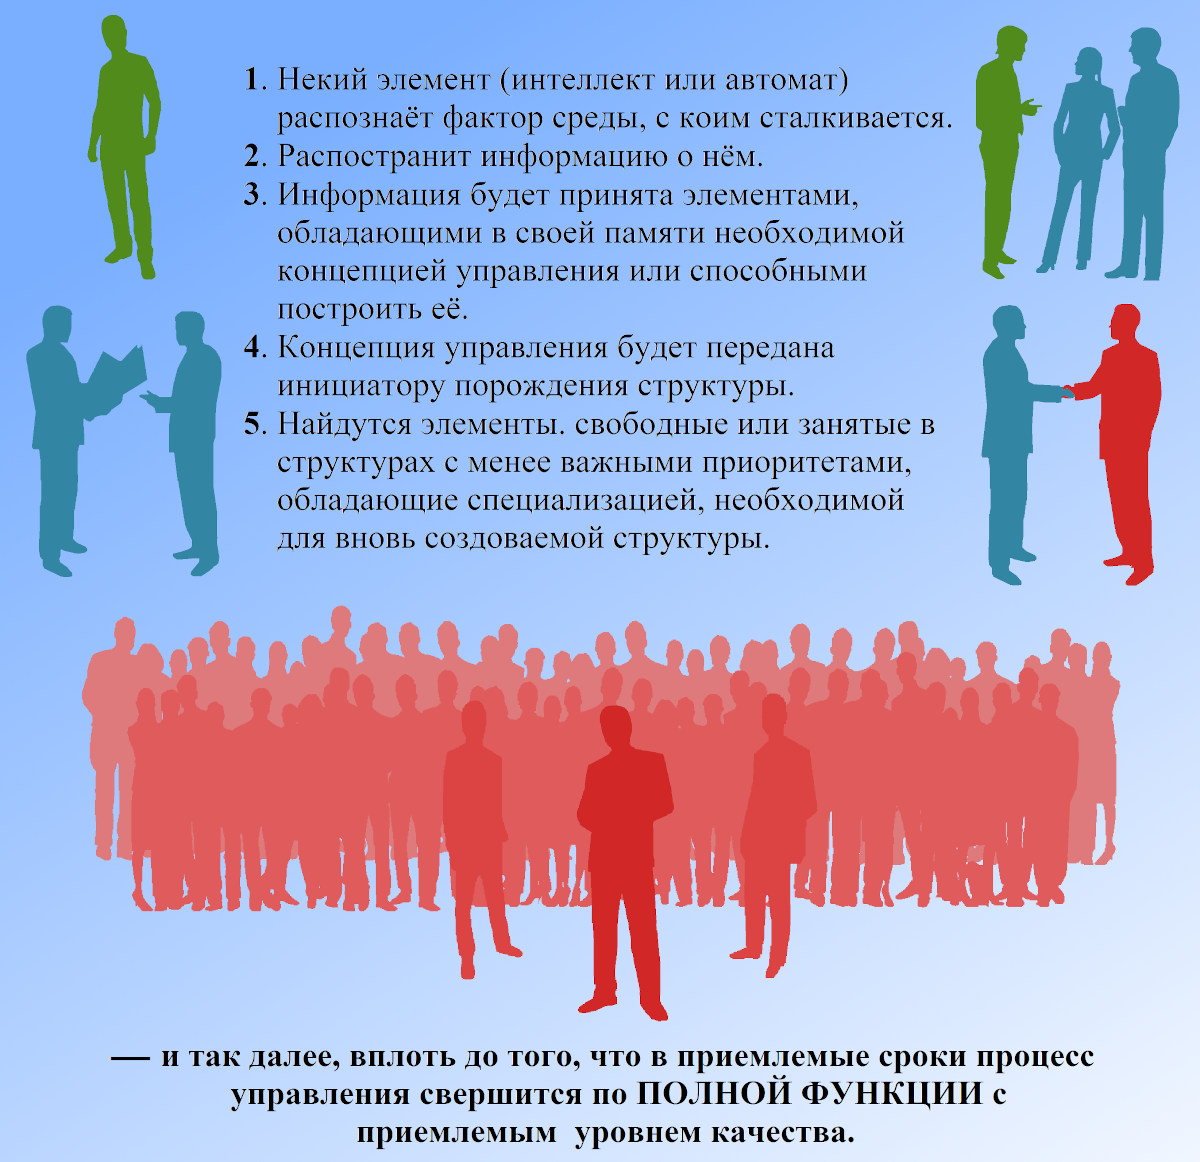 1. Некий элемент (интеллект или автомат)
распознаёт фактор среды, с коим сталкивается.
2. Распостранит информацию о нём.
3. Информация будет принята элементами,
обладающими в своей памяти необходимой
концепцией управления или способными
построить её.
4. Концепция управления будет передана
инициатору порождения структуры.
5. Найдутся элементы. свободные или занятые в
структурах с менее важными приоритетами,
обладающие специализацией, необходимой
для вновь создоваемой структуры.
— и так далее, вплоть до того, что в приемлемые сроки процесс
управления свершится по ПОЛНОЙ ФУНКЦИИ с
приемлемым уровнем качества.